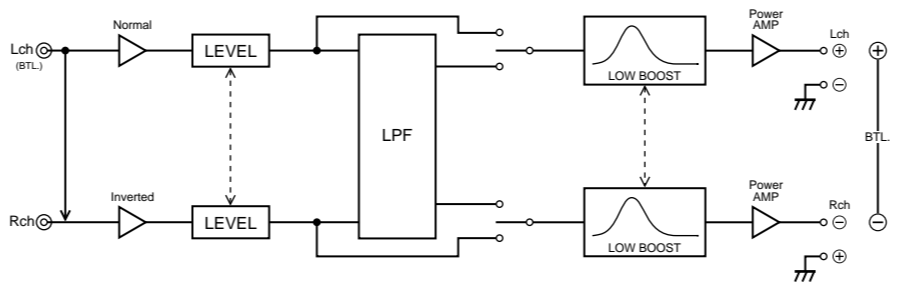 Normal
Lch
(BTL.)
LEVEL
LPF
LOW BOOST
Power
AMP
Lch
⊕
⊖
⊕
BTL.
Inverted
Rch
LEVEL
LOW BOOST
Power
AMP
Rch
⊖
⊕
⊖